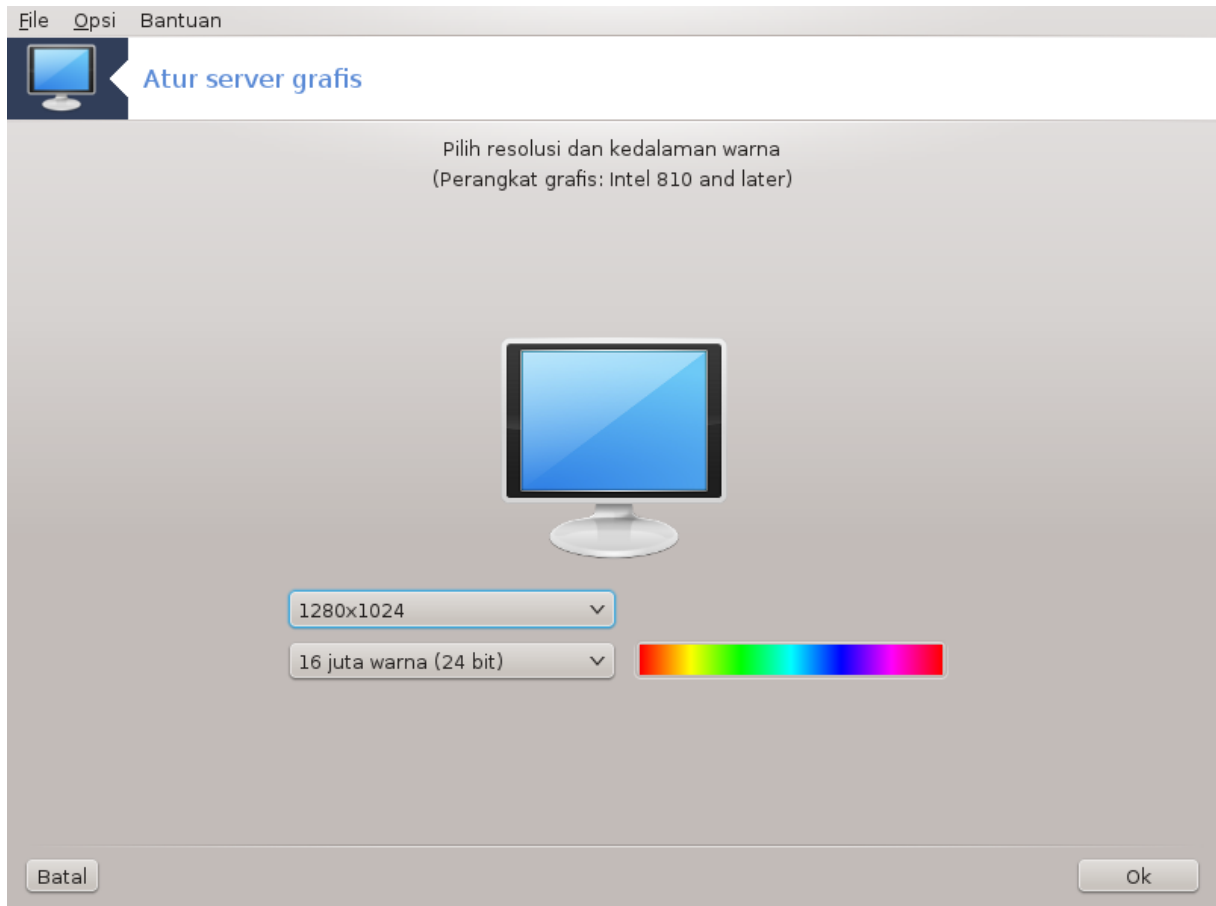 File Opsi Bantuan
Atur server grafis
Pilih resolusi dan kedalaman warna
(Perangkat grafis: Intel 810 and later)
1280x1024
16 juta warna (24 bit)
Batal Ok